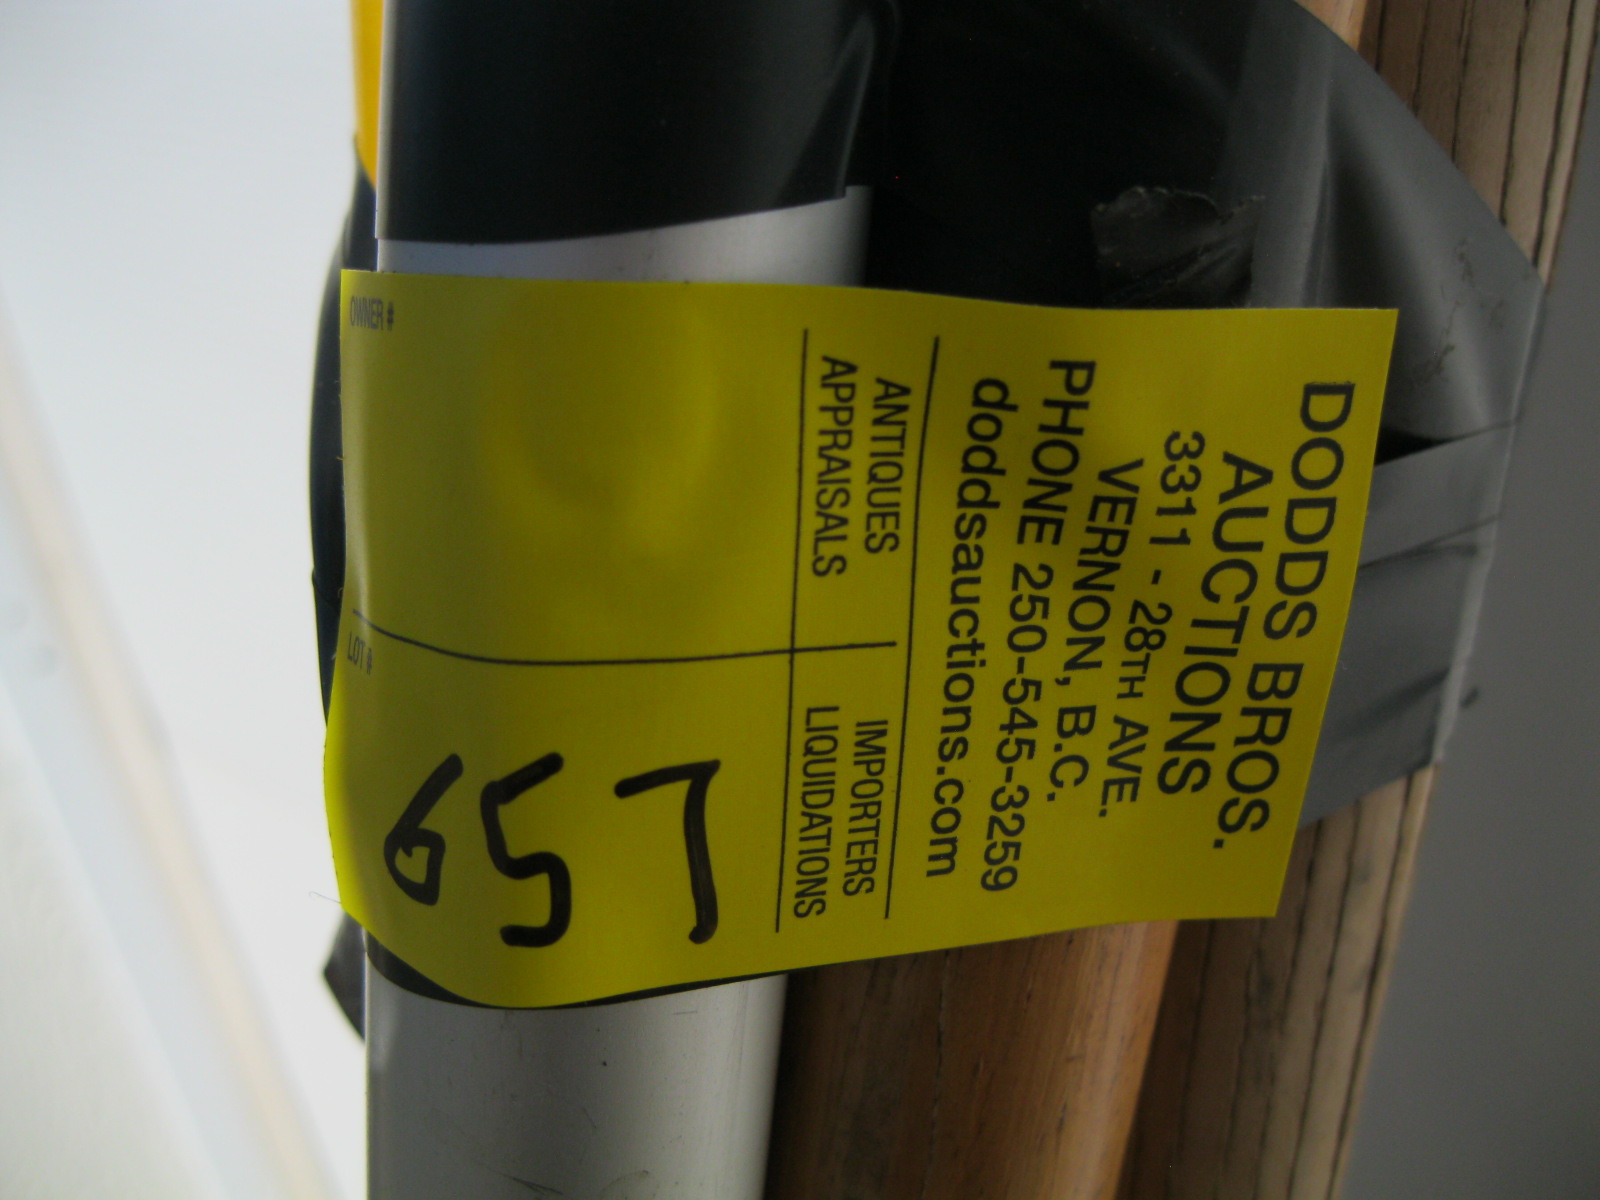 DODDS BROS.
AUCTIONS
3311 - 28TH AVE.
VERNON, B.C.
PHONE 250-545-3259
doddsauctions.com
ANTIQUES
APPRAISALS
IMPORTERS
LIQUIDATIONS
OWNER #
LOT #
657